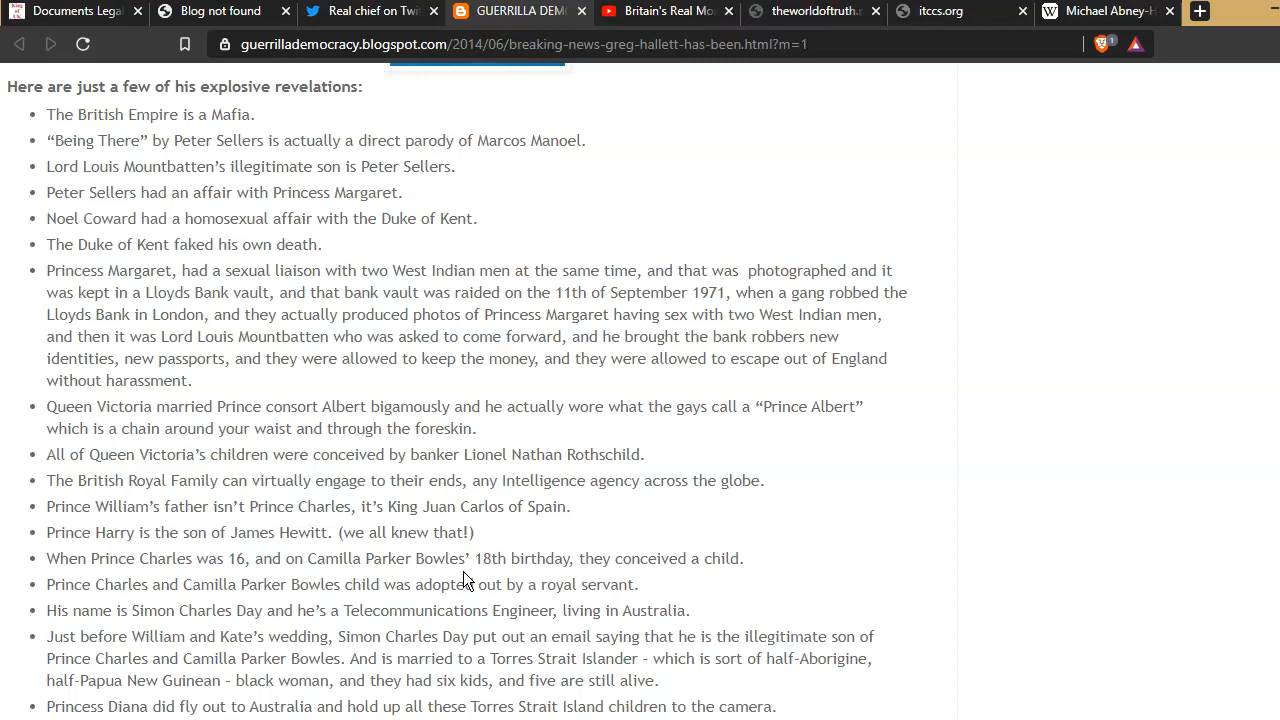 King of UK
Documents Lega
Blog not found
Real chief on Twi
GUERRILLA DEMO
Britain's Real Mo
theworldoftruth.n
itccs.org
Michael Abney-H
guerrillademocracy.blogspot.com/2014/06/breaking-news-greg-hallett-has-been.html?m=1
1
Here are just a few of his explosive revelations:
• The British Empire is a Mafia.
• “Being There” by Peter Sellers is actually a direct parody of Marcos Manoel.
• Lord Louis Mountbatten’s illegitimate son is Peter Sellers.
• Peter Sellers had an affair with Princess Margaret.
• Noel Coward had a homosexual affair with the Duke of Kent.
• The Duke of Kent faked his own death.
• Princess Margaret, had a sexual liaison with two West Indian men at the same time, and that was photographed and it
was kept in a Lloyds Bank vault, and that bank vault was raided on the 11th of September 1971, when a gang robbed the
Lloyds Bank in London, and they actually produced photos of Princess Margaret having sex with two West Indian men,
and then it was Lord Louis Mountbatten who was asked to come forward, and he brought the bank robbers new
identities, new passports, and they were allowed to keep the money, and they were allowed to escape out of England
without harassment.
• Queen Victoria married Prince consort Albert bigamously and he actually wore what the gays call a “Prince Albert”
which is a chain around your waist and through the foreskin.
• All of Queen Victoria’s children were conceived by banker Lionel Nathan Rothschild.
• The British Royal Family can virtually engage to their ends, any Intelligence agency across the globe.
• Prince William’s father isn’t Prince Charles, it’s King Juan Carlos of Spain.
• Prince Harry is the son of James Hewitt. (we all knew that!)
• When Prince Charles was 16, and on Camilla Parker Bowles’ 18th birthday, they conceived a child.
• Prince Charles and Camilla Parker Bowles child was adopted out by a royal servant.
• His name is Simon Charles Day and he’s a Telecommunications Engineer, living in Australia.
• Just before William and Kate’s wedding, Simon Charles Day put out an email saying that he is the illegitimate son of
Prince Charles and Camilla Parker Bowles. And is married to a Torres Strait Islander – which is sort of half-Aborigine,
half-Papua New Guinean – black woman, and they had six kids, and five are still alive.
• Princess Diana did fly out to Australia and hold up all these Torres Strait Island children to the camera.